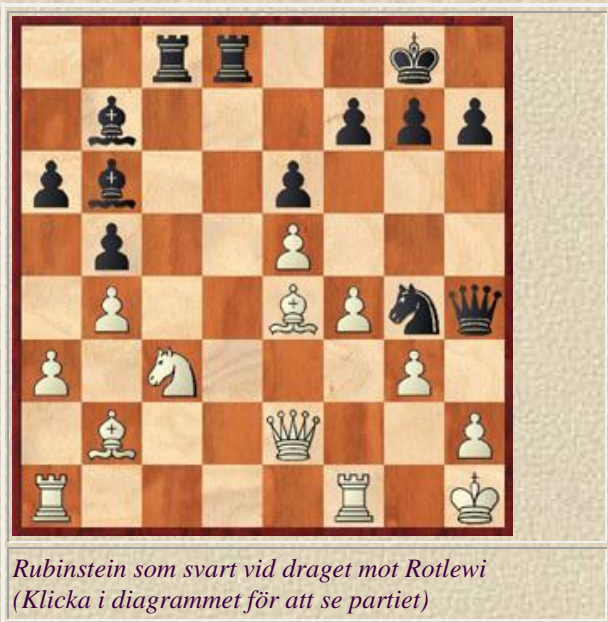 Rubinstein som svart vid draget mot Rotlewi
(Klicka i diagrammet för att se partiet)